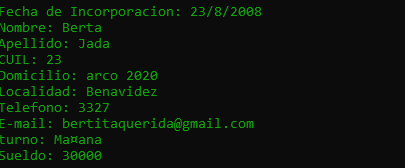 Fecha de Incorporacion: 23/8/2008
Nombre: Berta
Apellido: Jada
CUIL: 23
Domicilio: arco 2020
Localidad: Benavidez
Telefono: 3327
E-mail: bertitaquerida@gmail.com
turno: Ma¤ana
Sueldo: 30000